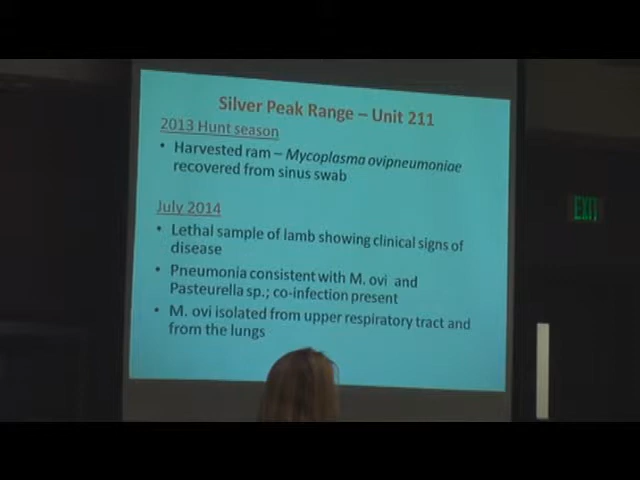 Silver Peak Range – Unit 211
2013 Hunt season
• Harvested ram – Mycoplasma ovipneumoniae
recovered from sinus swab
July 2014
• Lethal sample of lamb showing clinical signs of
disease
• Pneumonia consistent with M. ovi and
Pasteurella sp.; co-infection present
• M. ovi isolated from upper respiratory tract and
from the lungs
EXIT